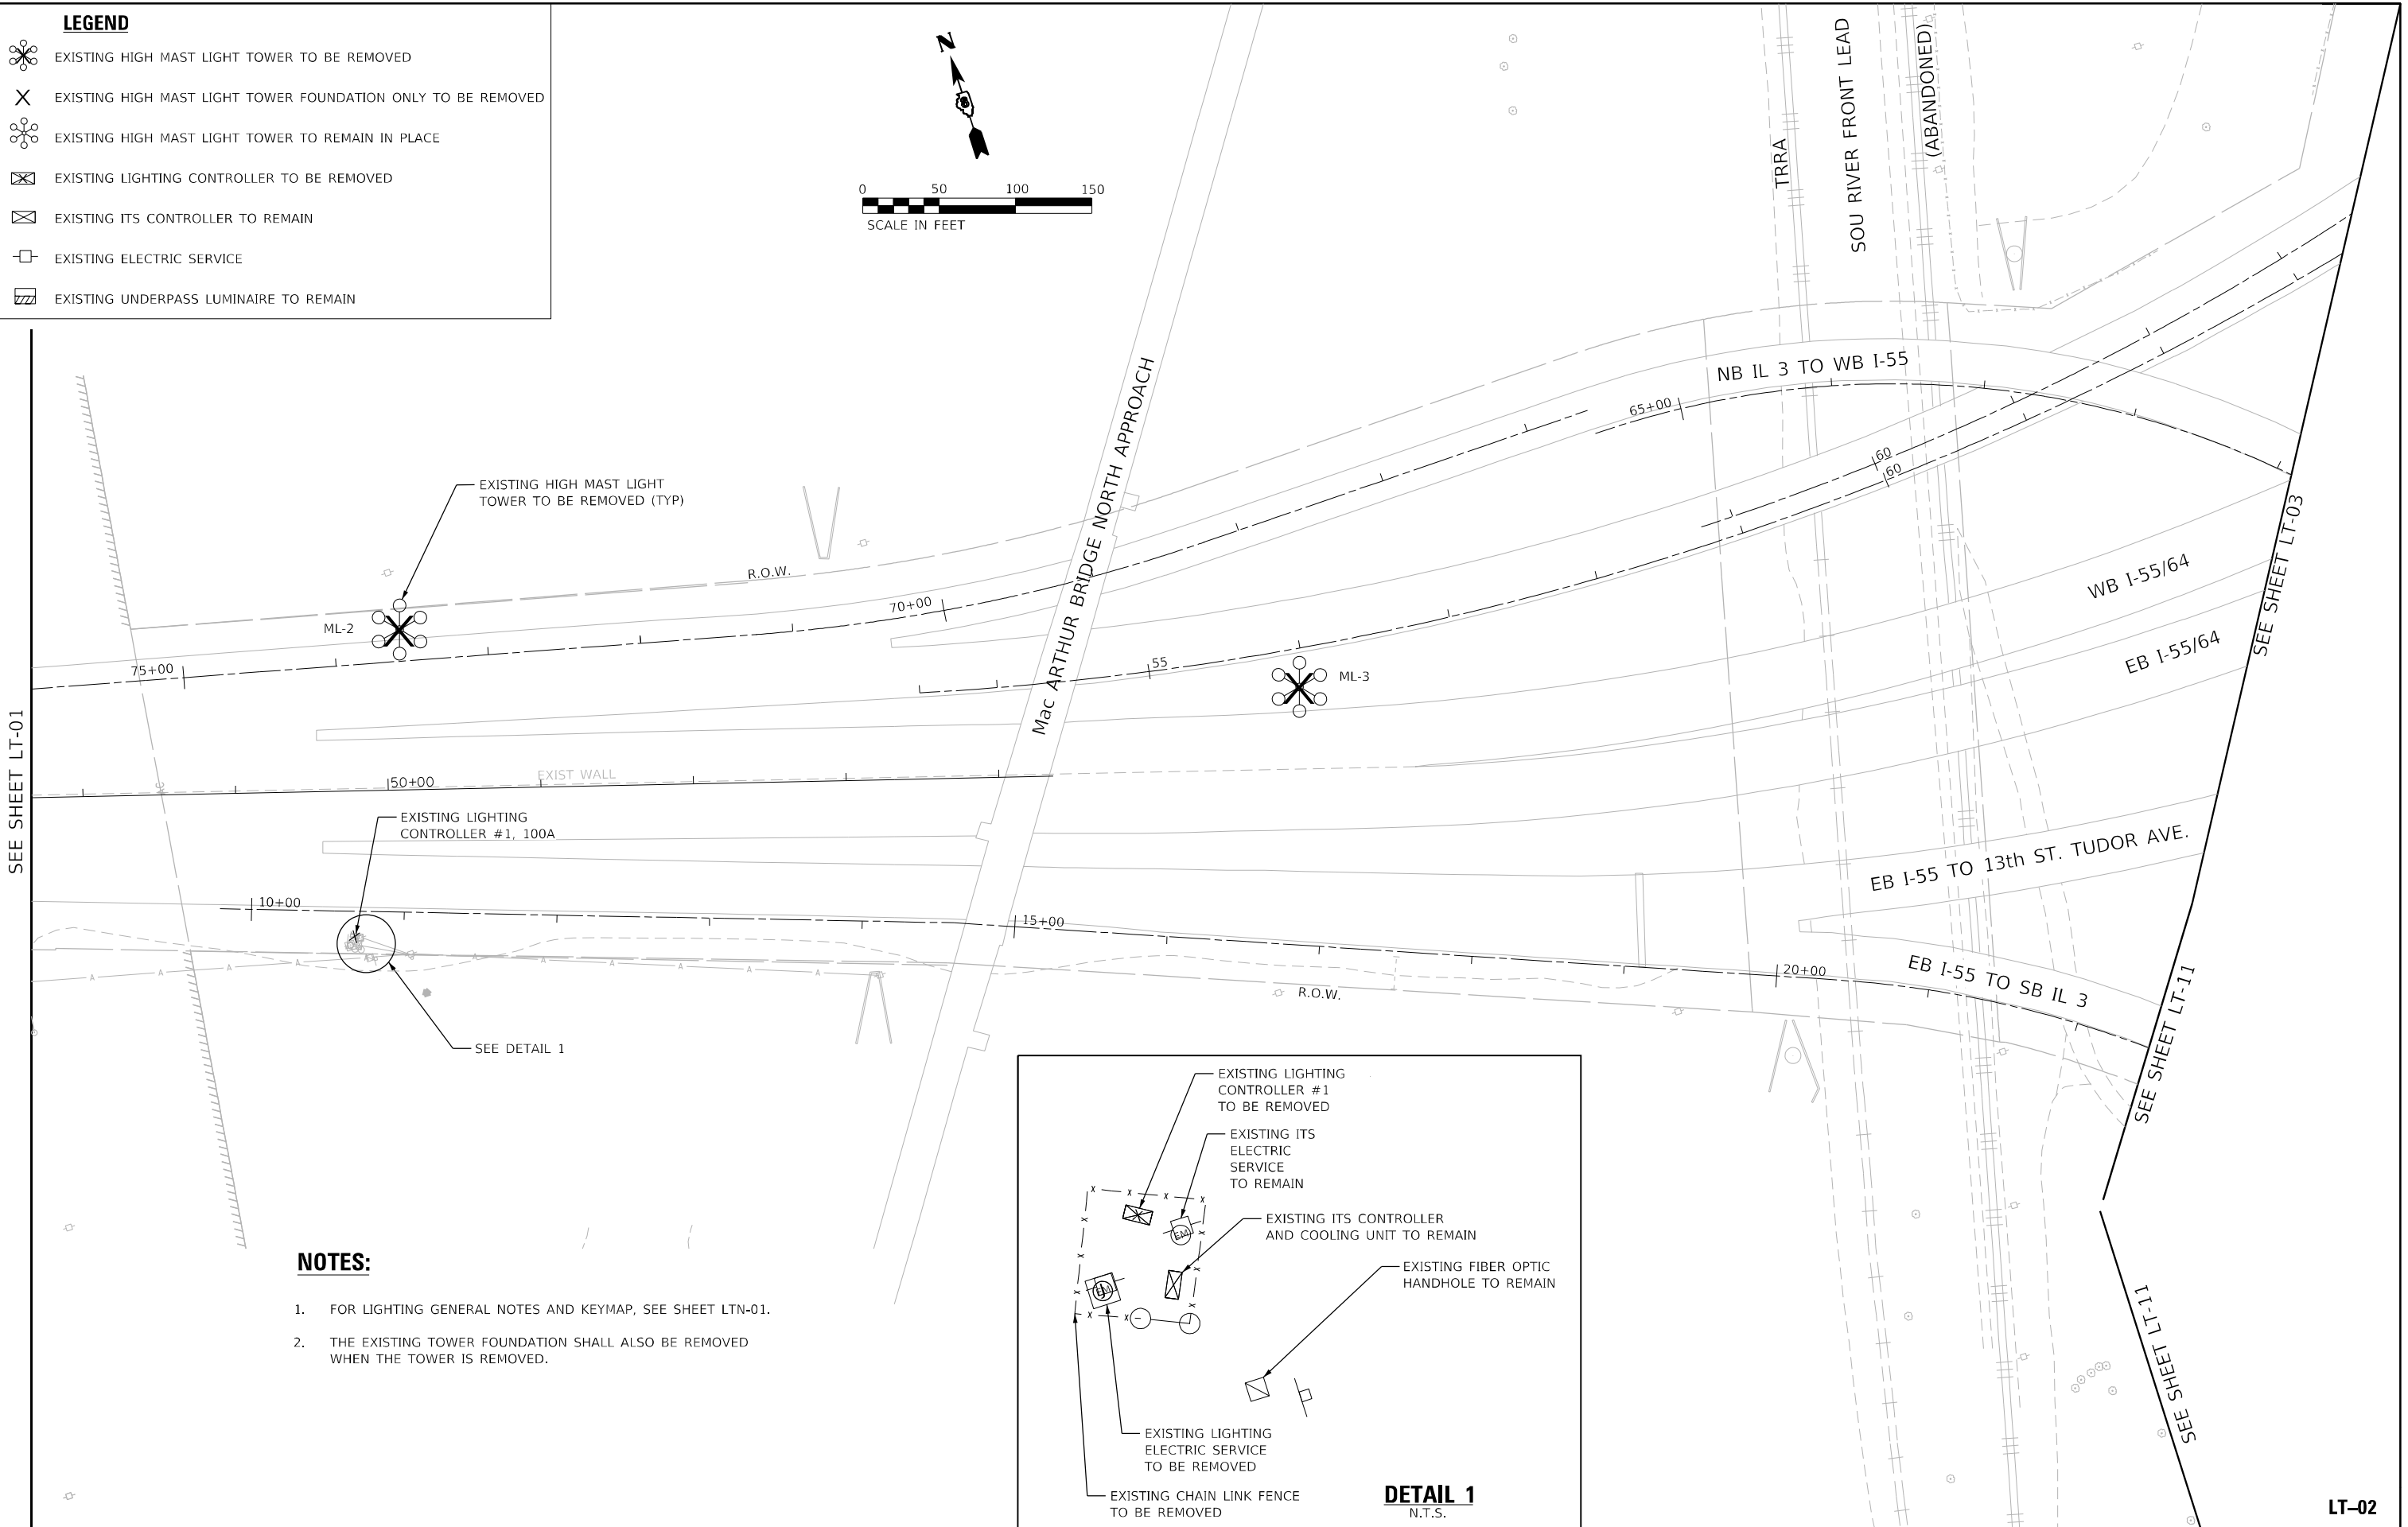 LEGEND
EXISTING HIGH MAST LIGHT TOWER TO BE REMOVED
X EXISTING HIGH MAST LIGHT TOWER FOUNDATION ONLY TO BE REMOVED
EXISTING HIGH MAST LIGHT TOWER TO REMAIN IN PLACE
EXISTING LIGHTING CONTROLLER TO BE REMOVED
EXISTING ITS CONTROLLER TO REMAIN
EXISTING ELECTRIC SERVICE
EXISTING UNDERPASS LUMINAIRE TO REMAIN
N
0 50 100 150
SCALE IN FEET
TRRA
SOU RIVER FRONT LEAD
(ABANDONED)
NB IL 3 TO WB I-55
65+00
60
60
EXISTING HIGH MAST LIGHT
TOWER TO BE REMOVED (TYP)
Mac ARTHUR BRIDGE NORTH APPROACH
SEE SHEET LT-03
R.O.W.
WB I-55/64
70+00
ML-2
EB I-55/64
75+00
55
ML-3
SEE SHEET LT-01
EXIST WALL
50+00
EXISTING LIGHTING
CONTROLLER #1, 100A
EB I-55 TO 13th ST. TUDOR AVE.
10+00
15+00
20+00
EB I-55 TO SB IL 3
A A A A A A A A A A
R.O.W.
SEE SHEET LT-11
SEE DETAIL 1
EXISTING LIGHTING
CONTROLLER #1
TO BE REMOVED
EXISTING ITS
ELECTRIC
SERVICE
TO REMAIN
EXISTING ITS CONTROLLER
AND COOLING UNIT TO REMAIN
EM
EXISTING FIBER OPTIC
HANDHOLE TO REMAIN
EM
EXISTING LIGHTING
ELECTRIC SERVICE
TO BE REMOVED
EXISTING CHAIN LINK FENCE
TO BE REMOVED
DETAIL 1
N.T.S.
SEE SHEET LT-11
NOTES:
1. FOR LIGHTING GENERAL NOTES AND KEYMAP, SEE SHEET LTN-01.
2. THE EXISTING TOWER FOUNDATION SHALL ALSO BE REMOVED
WHEN THE TOWER IS REMOVED.
LT-02